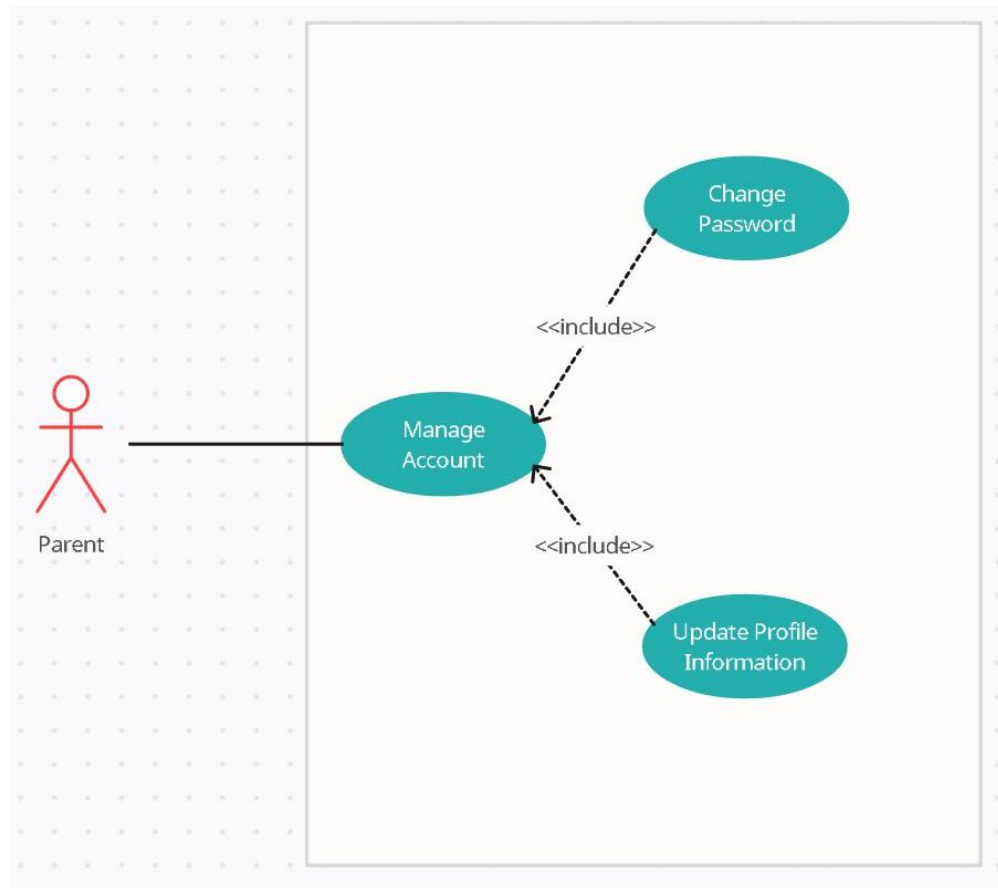 Change
Password
<<include>>
Manage
Account
Parent
<<include>>
Update Profile
Information